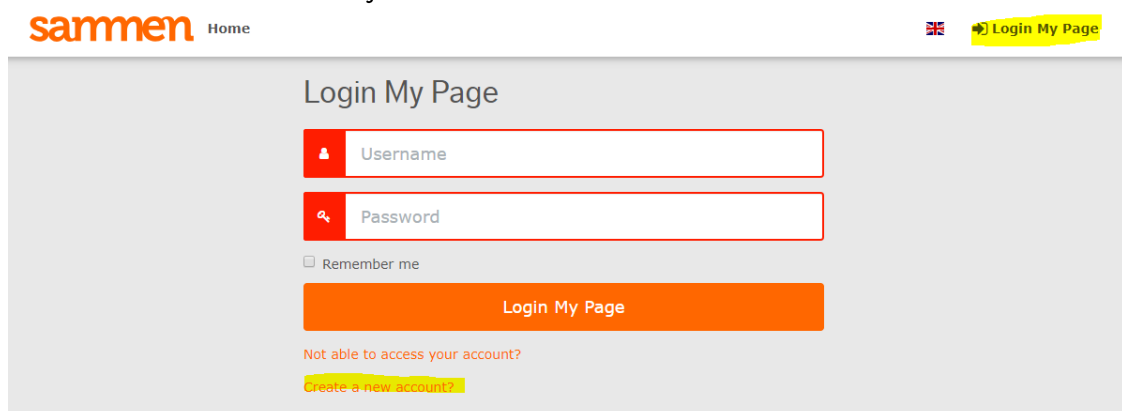 sammen Home Login My Page
Login My Page
Username
Password
Remember me
Login My Page
Not able to access your account?
Create a new account?